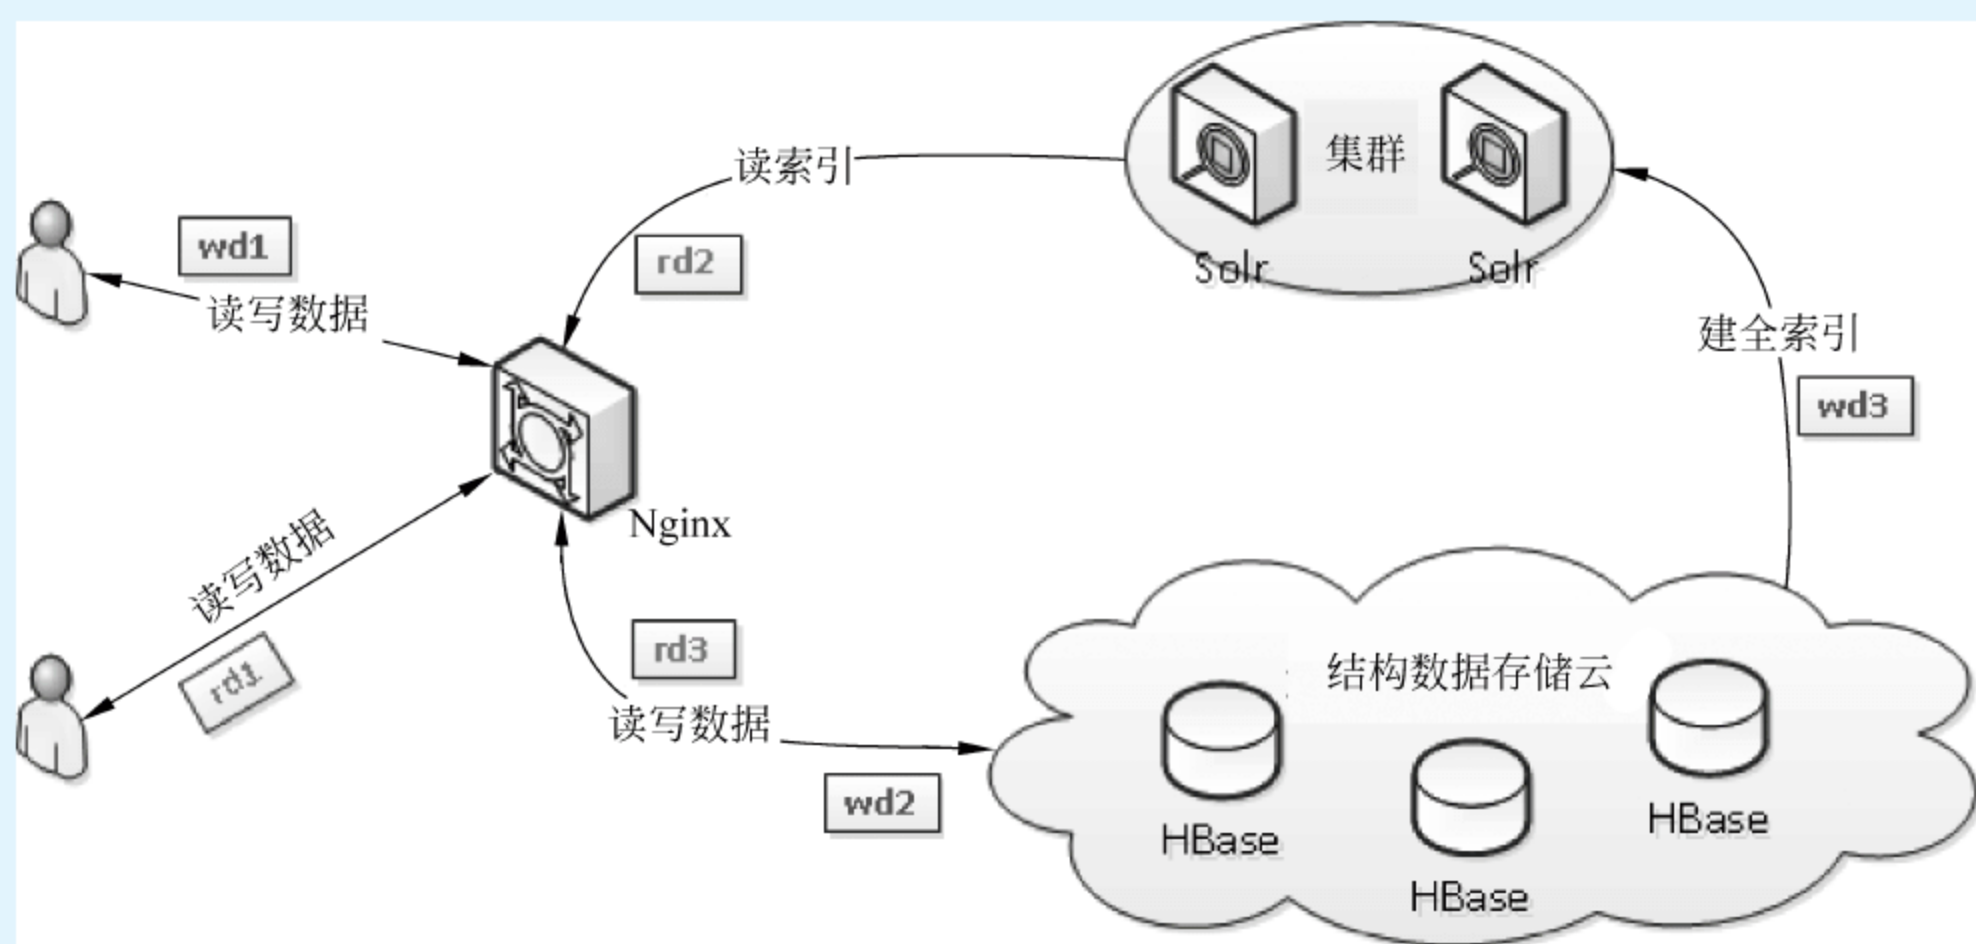 集群
Solr
Solr
读索引
rd2
wd1
读写数据
建全索引
wd3
Nginx
读写数据
rd1
rd3
读写数据
wd2
结构数据存储云
HBase
HBase
HBase